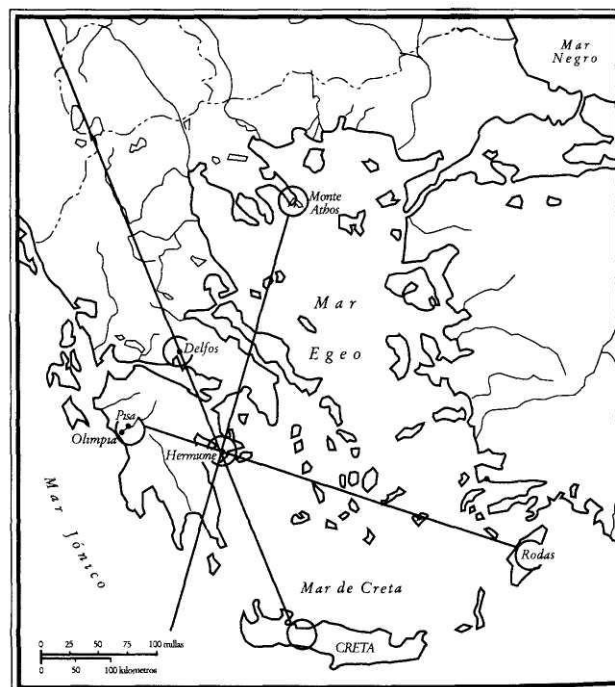 Mar
Negro
Monte
Athos
Mar
Egeo
Delfos
Pisa
Olimpia
Hermione
Mar Jónico
Rodas
Mar de Creta
CRETA
0 25 50 75 100 millas
0 50 100 kilometros